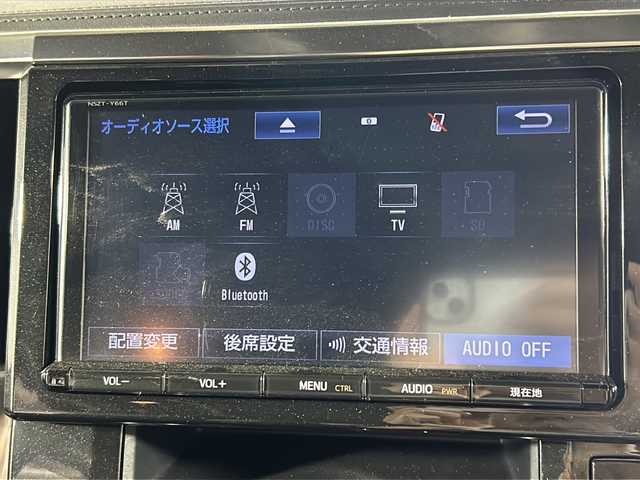 NSZT-Y66T
オーディオソース選択
AM FM DISC TV SD
Bluetooth
配置変更 後席設定 交通情報 AUDIO OFF
VOL− VOL+ MENU CTRL AUDIO PWR 現在地